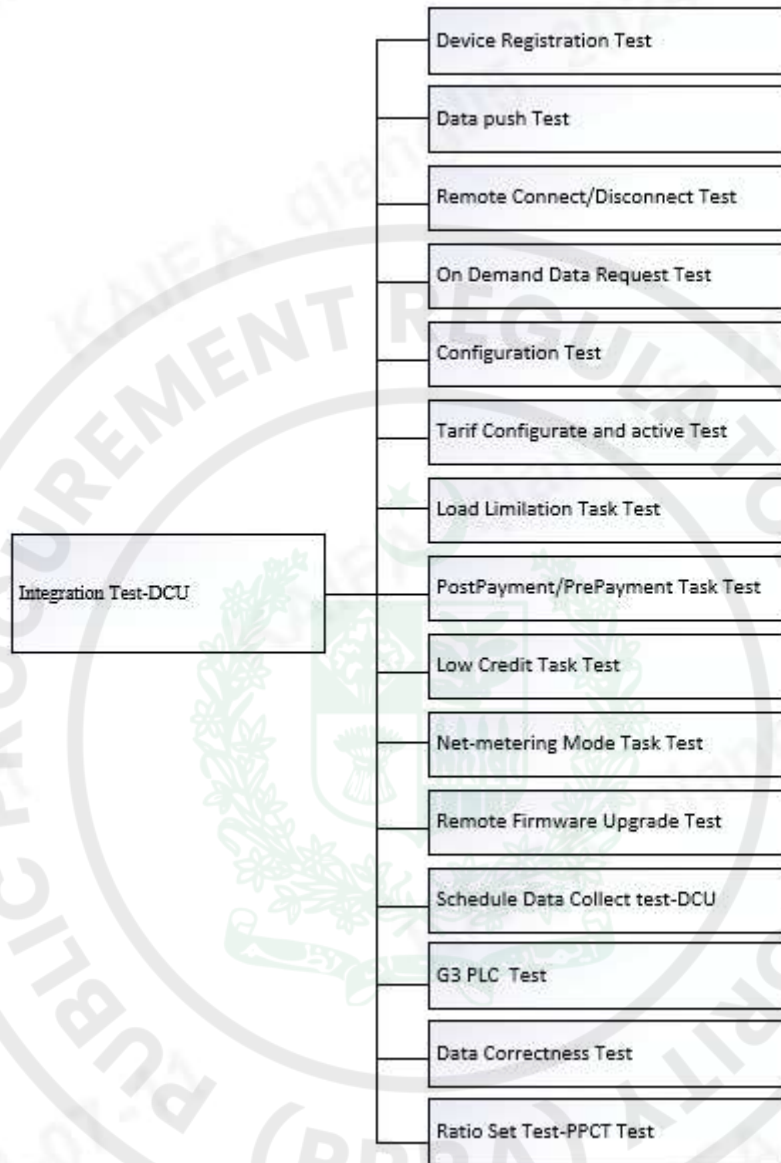 Device Registration Test
Data push Test
Remote Connect/Disconnect Test
On Demand Data Request Test
Configuration Test
Tarif Configurate and active Test
Load Limilation Task Test
Integration Test-DCU
PostPayment/PrePayment Task Test
Low Credit Task Test
Net-metering Mode Task Test
Remote Firmware Upgrade Test
Schedule Data Collect test-DCU
G3 PLC Test
Data Correctness Test
Ratio Set Test-PPCT Test
KAIFA